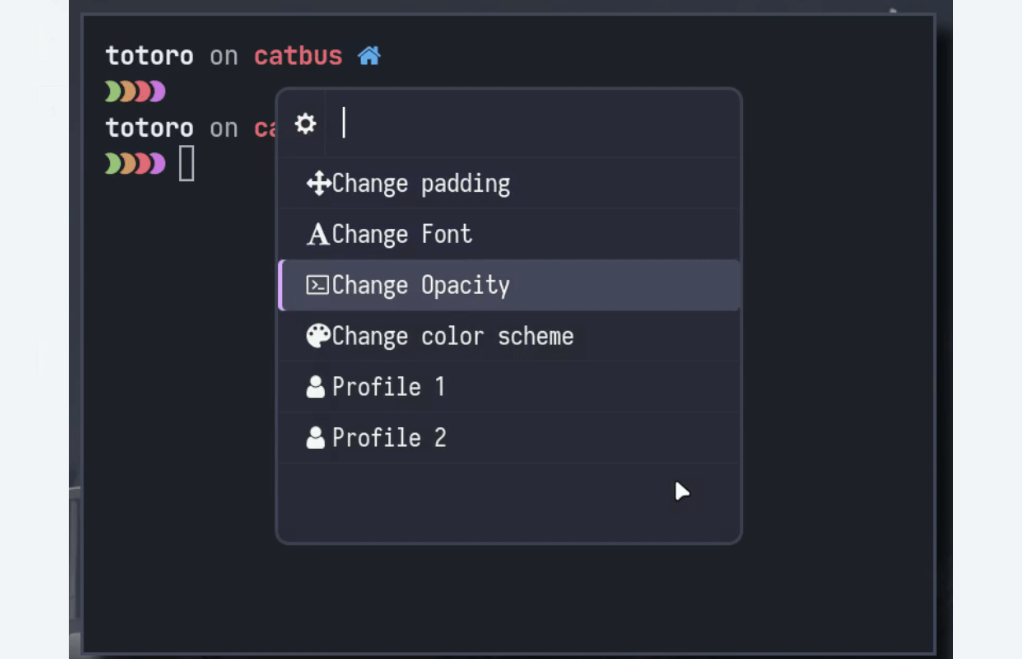 totoro on catbus
totoro on ca
Change padding
Change Font
Change Opacity
Change color scheme
Profile 1
Profile 2